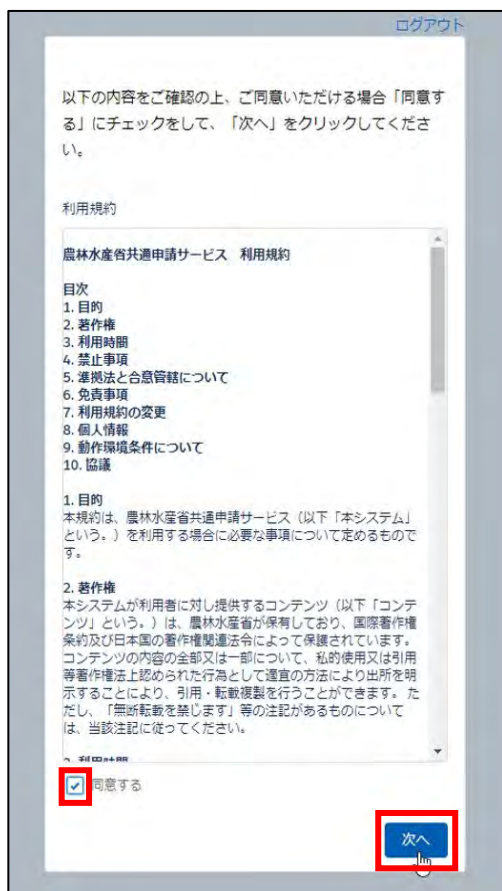 ログアウト
以下の内容をご確認の上、ご同意いただける場合「同意す
る」にチェックをして、「次へ」をクリックしてくださ
い。
利用規約
農林水産省共通申請サービス 利用規約
目次
1. 目的
2. 著作権
3. 利用時間
4. 禁止事項
5. 準拠法と合意管轄について
6. 免責事項
7. 利用規約の変更
8. 個人情報
9. 動作環境条件について
10. 協議
1. 目的
本規約は、農林水産省共通申請サービス（以下「本システム」
という。）を利用する場合に必要な事項について定めるもので
す。
2. 著作権
本システムが利用者に対し提供するコンテンツ（以下「コンテ
ンツ」という。）は、農林水産省が保有しており、国際著作権
条約及び日本国の著作権関連法令によって保護されています。
コンテンツの内容の全部又は一部について、私的使用又は引用
等著作権法上認められた行為として適宜の方法により出所を明
示することにより、引用・転載複製を行うことができます。 た
だし、「無断転載を禁じます」等の注記があるものについて
は、当該注記に従ってください。
3. 利用時間
同意する
次へ